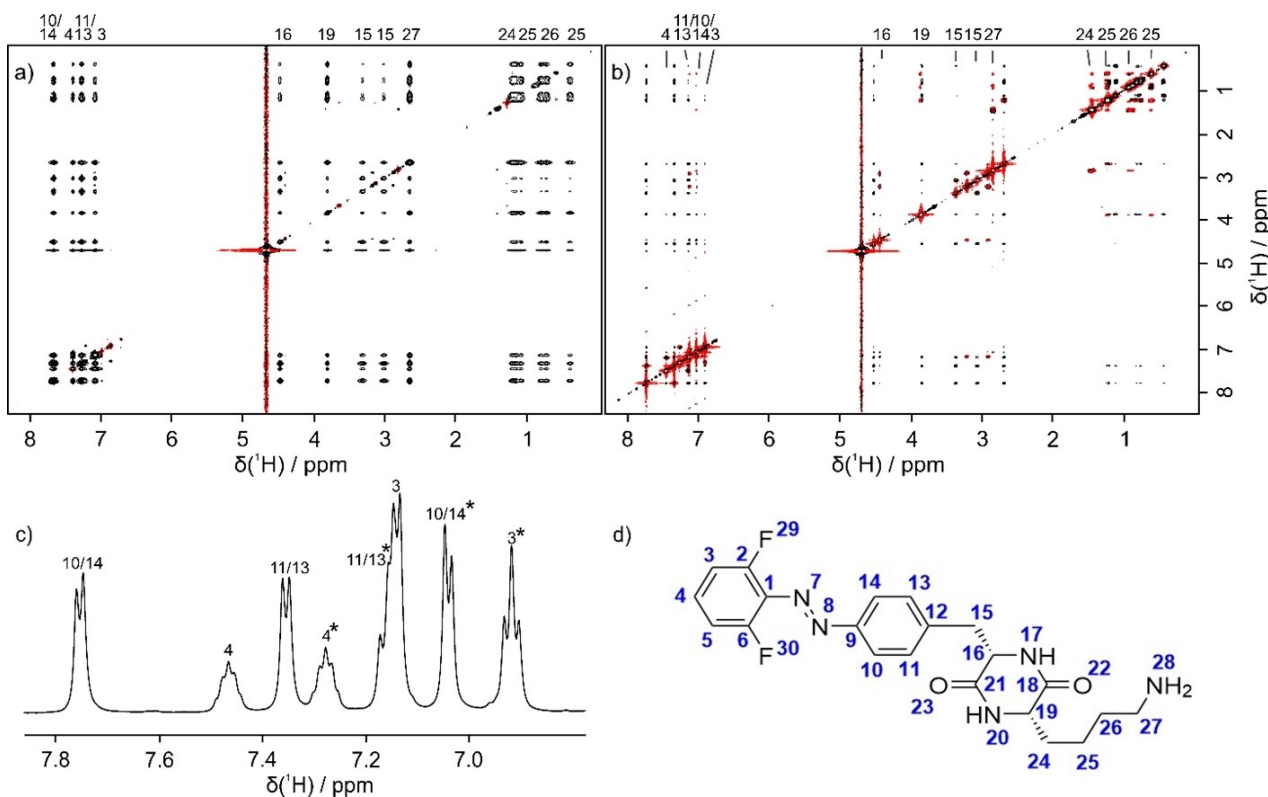 10/ 11/
14 4 13 3 16 19 15 15 27 24 25 26 25
11/10/
4 13 14 3 16 19 15 15 27 24 25 26 25
a)
b)
1
2
3
4
5
6
7
8
δ(¹H) / ppm
8 7 6 5 4 3 2 1
8 7 6 5 4 3 2 1
δ(¹H) / ppm
δ(¹H) / ppm
c)
10/14
4
11/13
4*
11/13*
3
10/14*
3*
7.8 7.6 7.4 7.2 7.0
δ(¹H) / ppm
d)
F 29
3 2
4 1 N 7 14 13
5 6 8 N 9 12 15
F 30 10 11 16 NH 17
O 21 18 O 22
23 HN 19
20
28
NH2
24 25 26 27